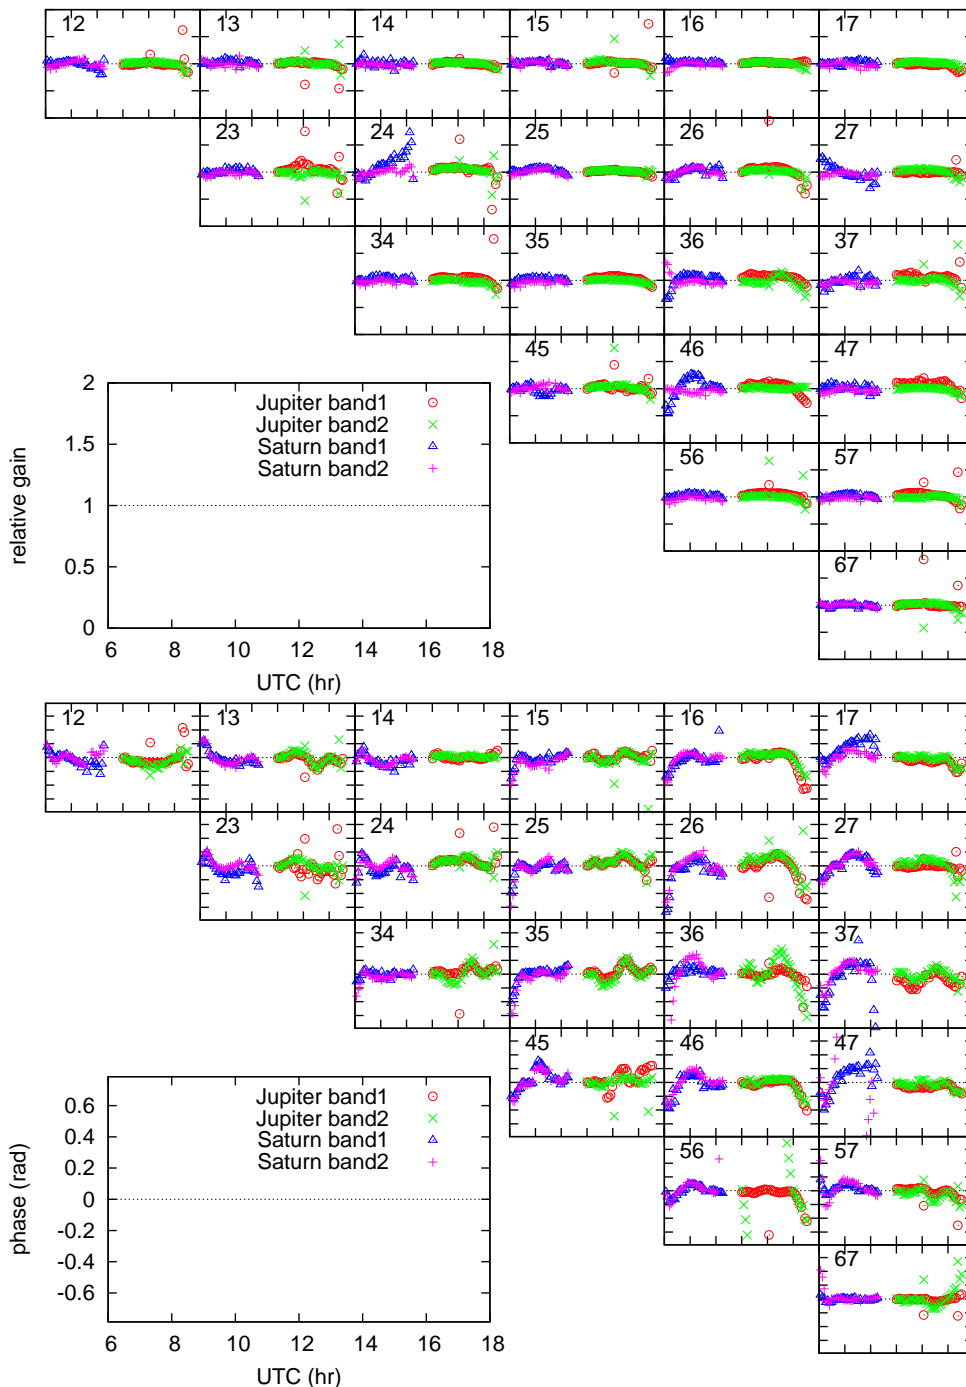 12 13 14 15 16 17
23 24 25 26 27
34 35 36 37
45 46 47
2
Jupiter band1
1.5
Jupiter band2
Saturn band1
Saturn band2
56 57
relative gain
1
0.5
67
0
6 8 10 12 14 16 18
UTC (hr)
12 13 14 15 16 17
23 24 25 26 27
34 35 36 37
45 46 47
0.6
Jupiter band1
Jupiter band2
0.4
Saturn band1
Saturn band2
56 57
0.2
phase (rad)
0
-0.2
-0.4
67
-0.6
6 8 10 12 14 16 18
UTC (hr)